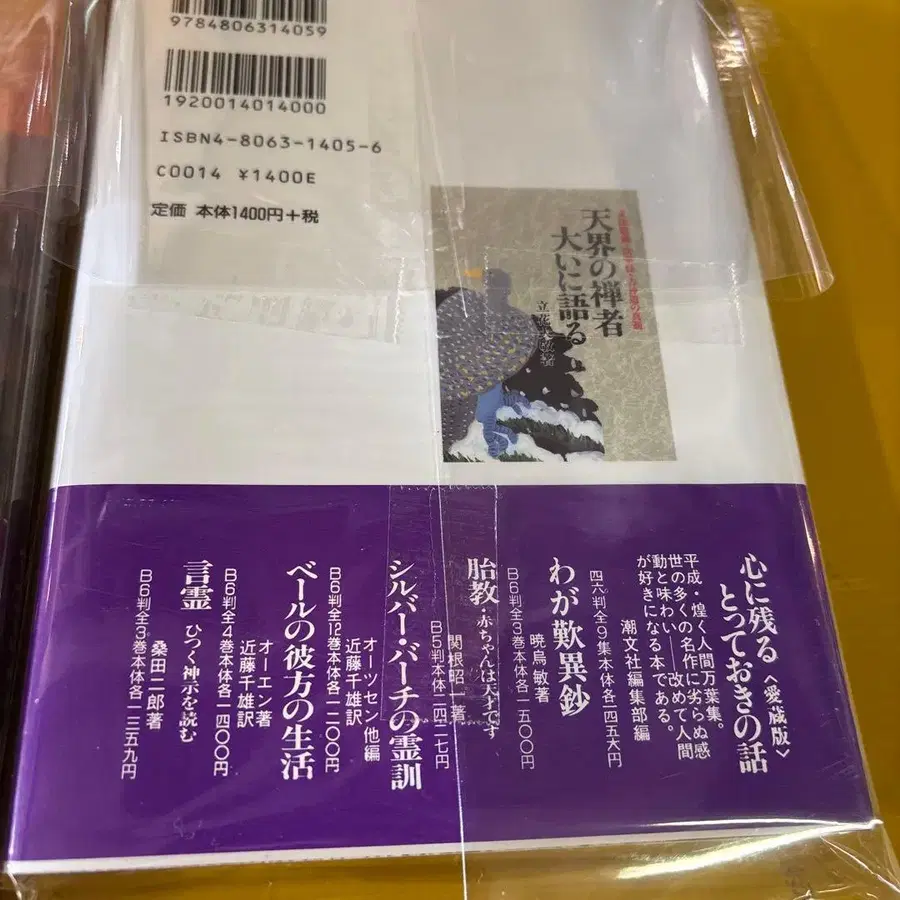 9784806314059
1920014014000
ISBN4-8063-1405-6
C0014 ¥1400E
定価 本体1400円+税
天界の禅者
大いに語る
心に残る〈愛蔵版〉
とっておきの話
平成・煌く人間万葉集。
世の多くの名作に劣らぬ感
動と味わい――改めて人間
が好きになる本である。
潮文社編集部編
四六判全9集本体各一四五六円
わが歎異鈔
暁烏敏著
B6判全3巻本体各一五〇〇円
胎教・赤ちゃんは天才です
関根昭一著
B5判本体二四二七円
シルバー・バーチの霊訓
オーツセン他編
近藤千雄訳
B6判全12巻本体各一二〇〇円
ベールの彼方の生活
オーエン著
近藤千雄訳
B6判全4巻本体各一四〇〇円
言霊 ひつく神示を読む
桑田二郎著
B6判全3巻本体各一三五九円